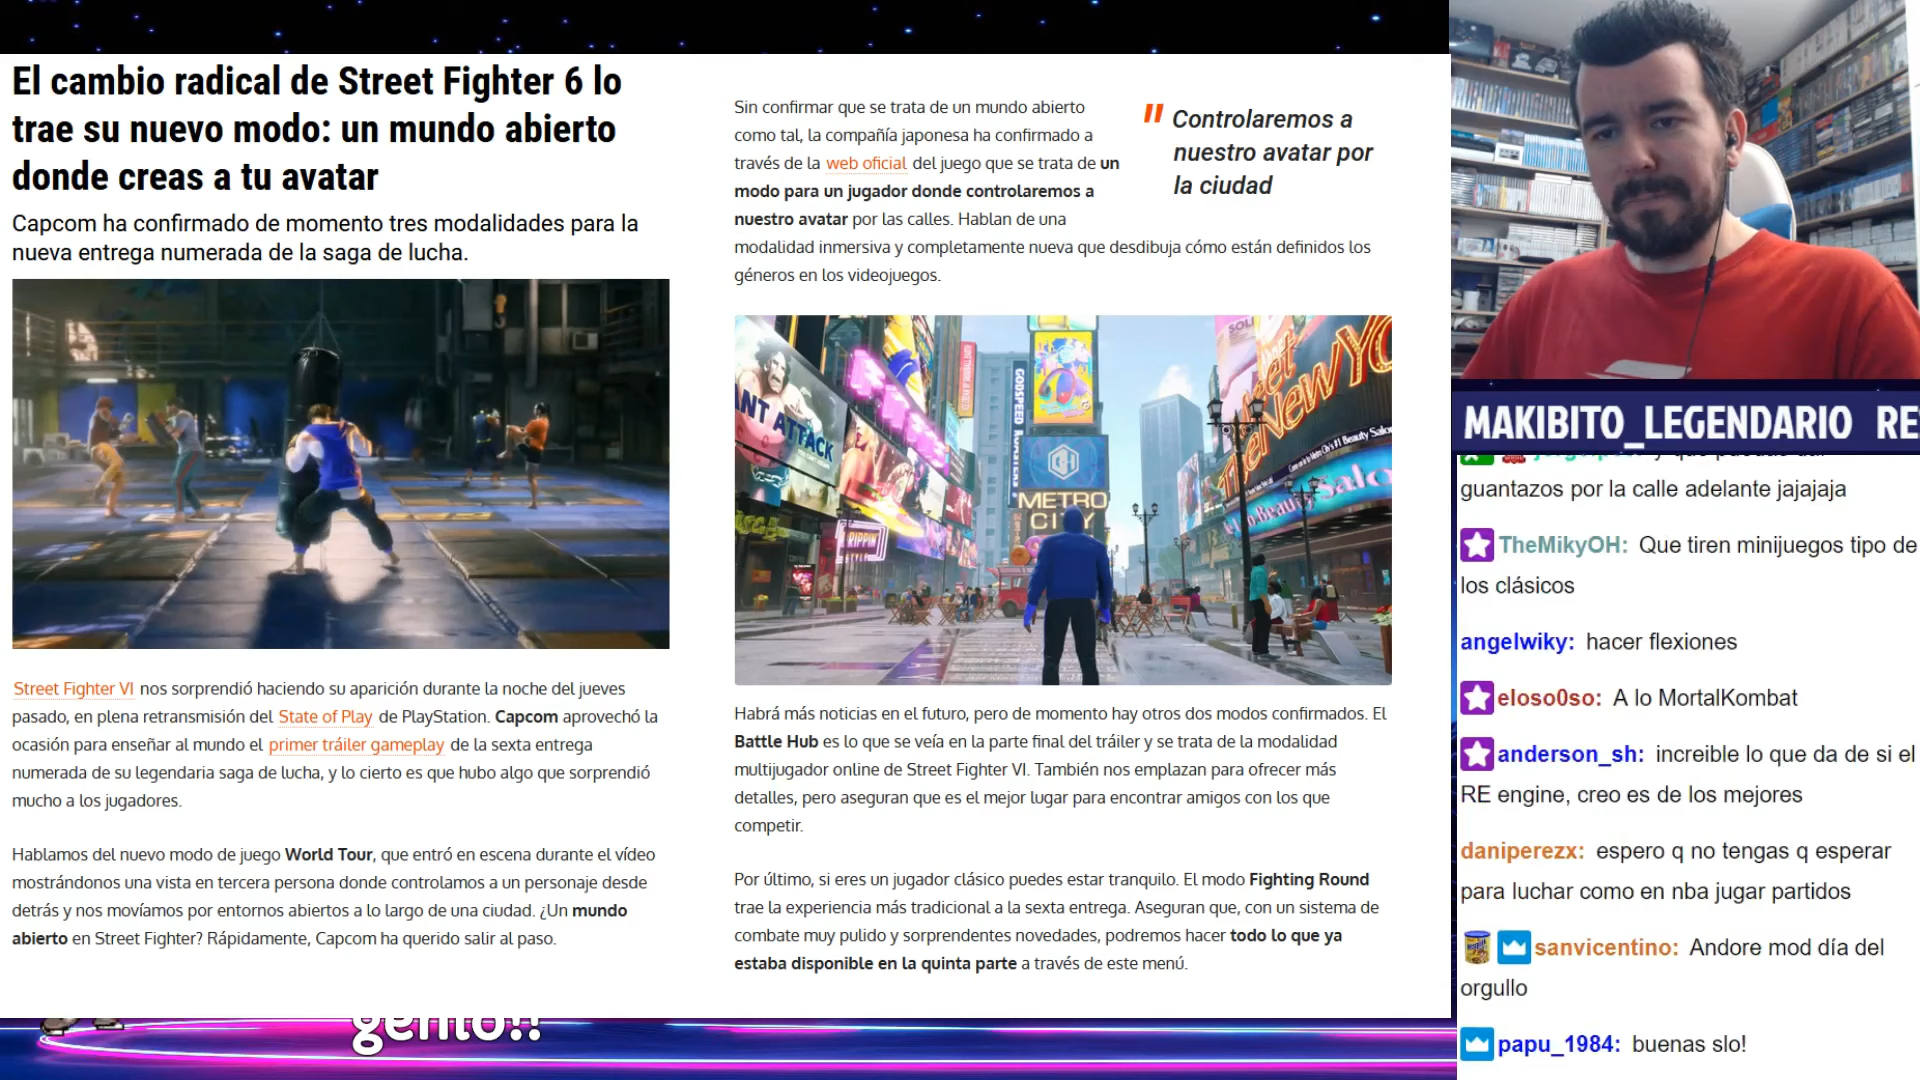 El cambio radical de Street Fighter 6 lo
trae su nuevo modo: un mundo abierto
donde creas a tu avatar
Capcom ha confirmado de momento tres modalidades para la
nueva entrega numerada de la saga de lucha.
Street Fighter VI nos sorprendió haciendo su aparición durante la noche del jueves
pasado, en plena retransmisión del State of Play de PlayStation. Capcom aprovechó la
ocasión para enseñar al mundo el primer tráiler gameplay de la sexta entrega
numerada de su legendaria saga de lucha, y lo cierto es que hubo algo que sorprendió
mucho a los jugadores.
Hablamos del nuevo modo de juego World Tour, que entró en escena durante el vídeo
mostrándonos una vista en tercera persona donde controlamos a un personaje desde
detrás y nos movíamos por entornos abiertos a lo largo de una ciudad. ¿Un mundo
abierto en Street Fighter? Rápidamente, Capcom ha querido salir al paso.
Sin confirmar que se trata de un mundo abierto
como tal, la compañía japonesa ha confirmado a
través de la web oficial del juego que se trata de un
modo para un jugador donde controlaremos a
nuestro avatar por las calles. Hablan de una
modalidad inmersiva y completamente nueva que desdibuja cómo están definidos los
géneros en los videojuegos.
" Controlaremos a
nuestro avatar por
la ciudad
ANT ATTACK
RIPPIN
GODSPEED
METRO
CITY
SOL
NewYO
#1 Beauty Salon
Beauty Salo
Habrá más noticias en el futuro, pero de momento hay otros dos modos confirmados. El
Battle Hub es lo que se veía en la parte final del tráiler y se trata de la modalidad
multijugador online de Street Fighter VI. También nos emplazan para ofrecer más
detalles, pero aseguran que es el mejor lugar para encontrar amigos con los que
competir.
Por último, si eres un jugador clásico puedes estar tranquilo. El modo Fighting Round
trae la experiencia más tradicional a la sexta entrega. Aseguran que, con un sistema de
combate muy pulido y sorprendentes novedades, podremos hacer todo lo que ya
estaba disponible en la quinta parte a través de este menú.
MAKIBITO_LEGENDARIO RE
guantazos por la calle adelante jajajaja
TheMikyOH: Que tiren minijuegos tipo de
los clásicos
angelwiky: hacer flexiones
eloso0so: A lo MortalKombat
anderson_sh: increible lo que da de si el
RE engine, creo es de los mejores
daniperezx: espero q no tengas q esperar
para luchar como en nba jugar partidos
sanvicentino: Andore mod día del
orgullo
papu_1984: buenas slo!